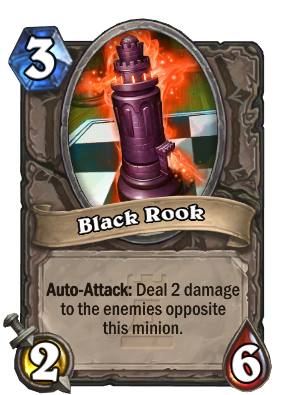 3
Black Rook
Auto-Attack: Deal 2 damage
to the enemies opposite
this minion.
2
6